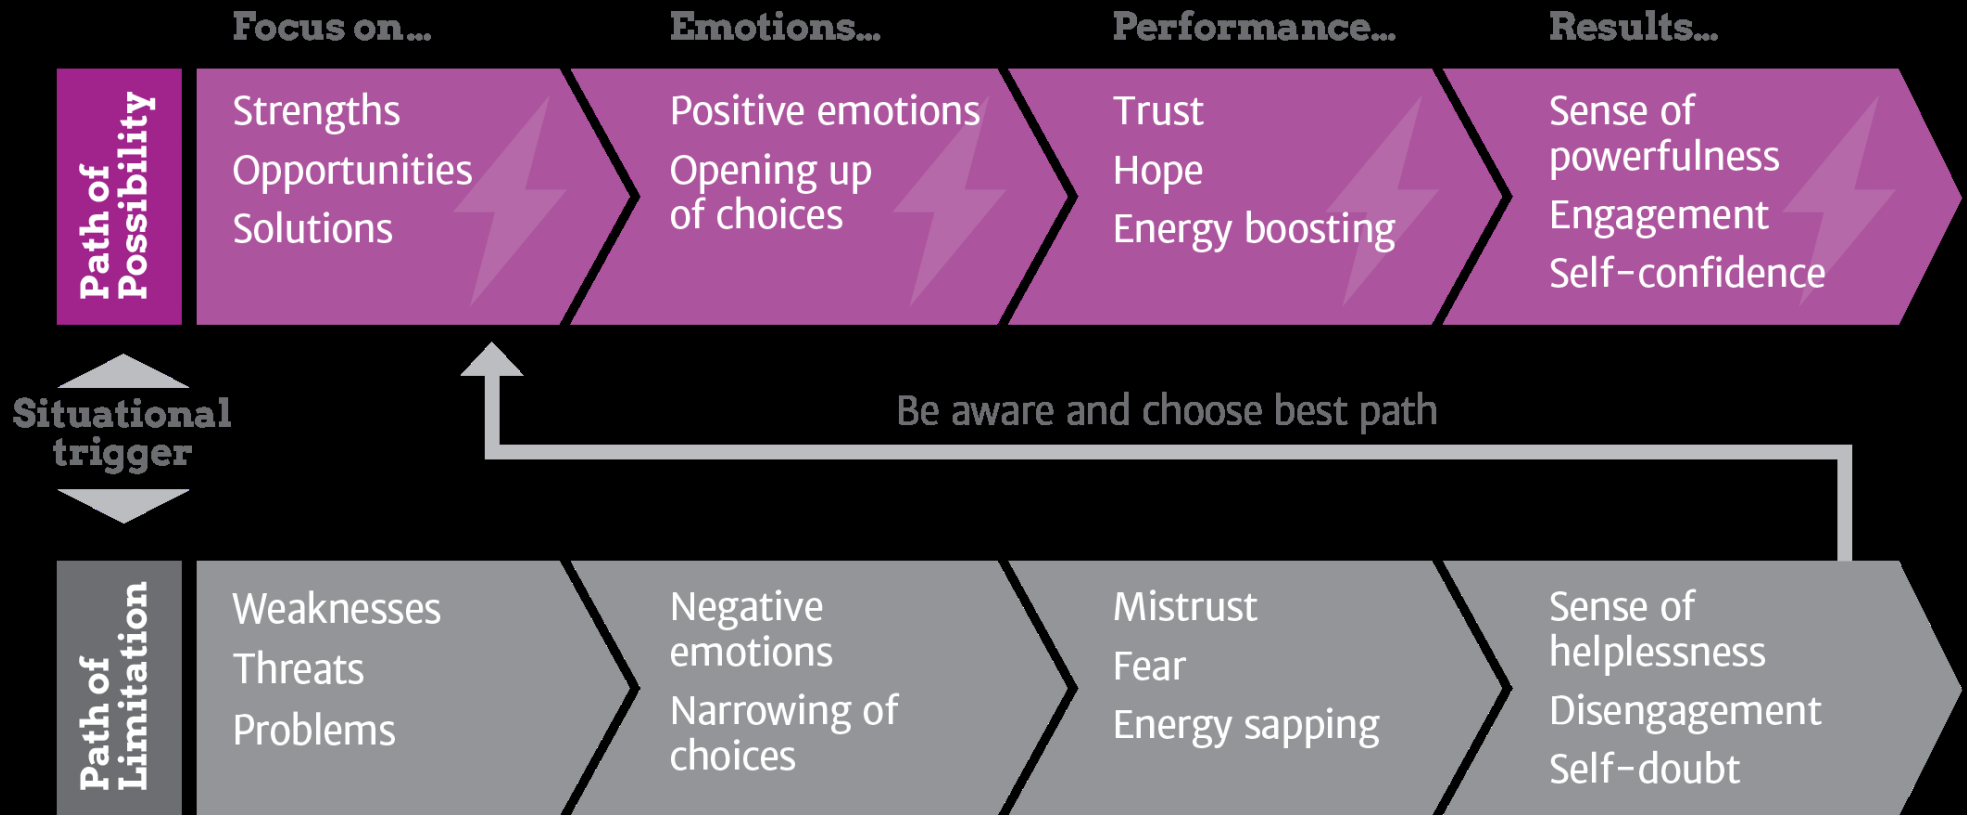 Focus on...
Emotions...
Performance...
Results...
Path of
Possibility
Strengths
Opportunities
Solutions
Positive emotions
Opening up
of choices
Trust
Hope
Energy boosting
Sense of
powerfulness
Engagement
Self-confidence
Situational
trigger
Be aware and choose best path
Path of
Limitation
Weaknesses
Threats
Problems
Negative
emotions
Narrowing of
choices
Mistrust
Fear
Energy sapping
Sense of
helplessness
Disengagement
Self-doubt